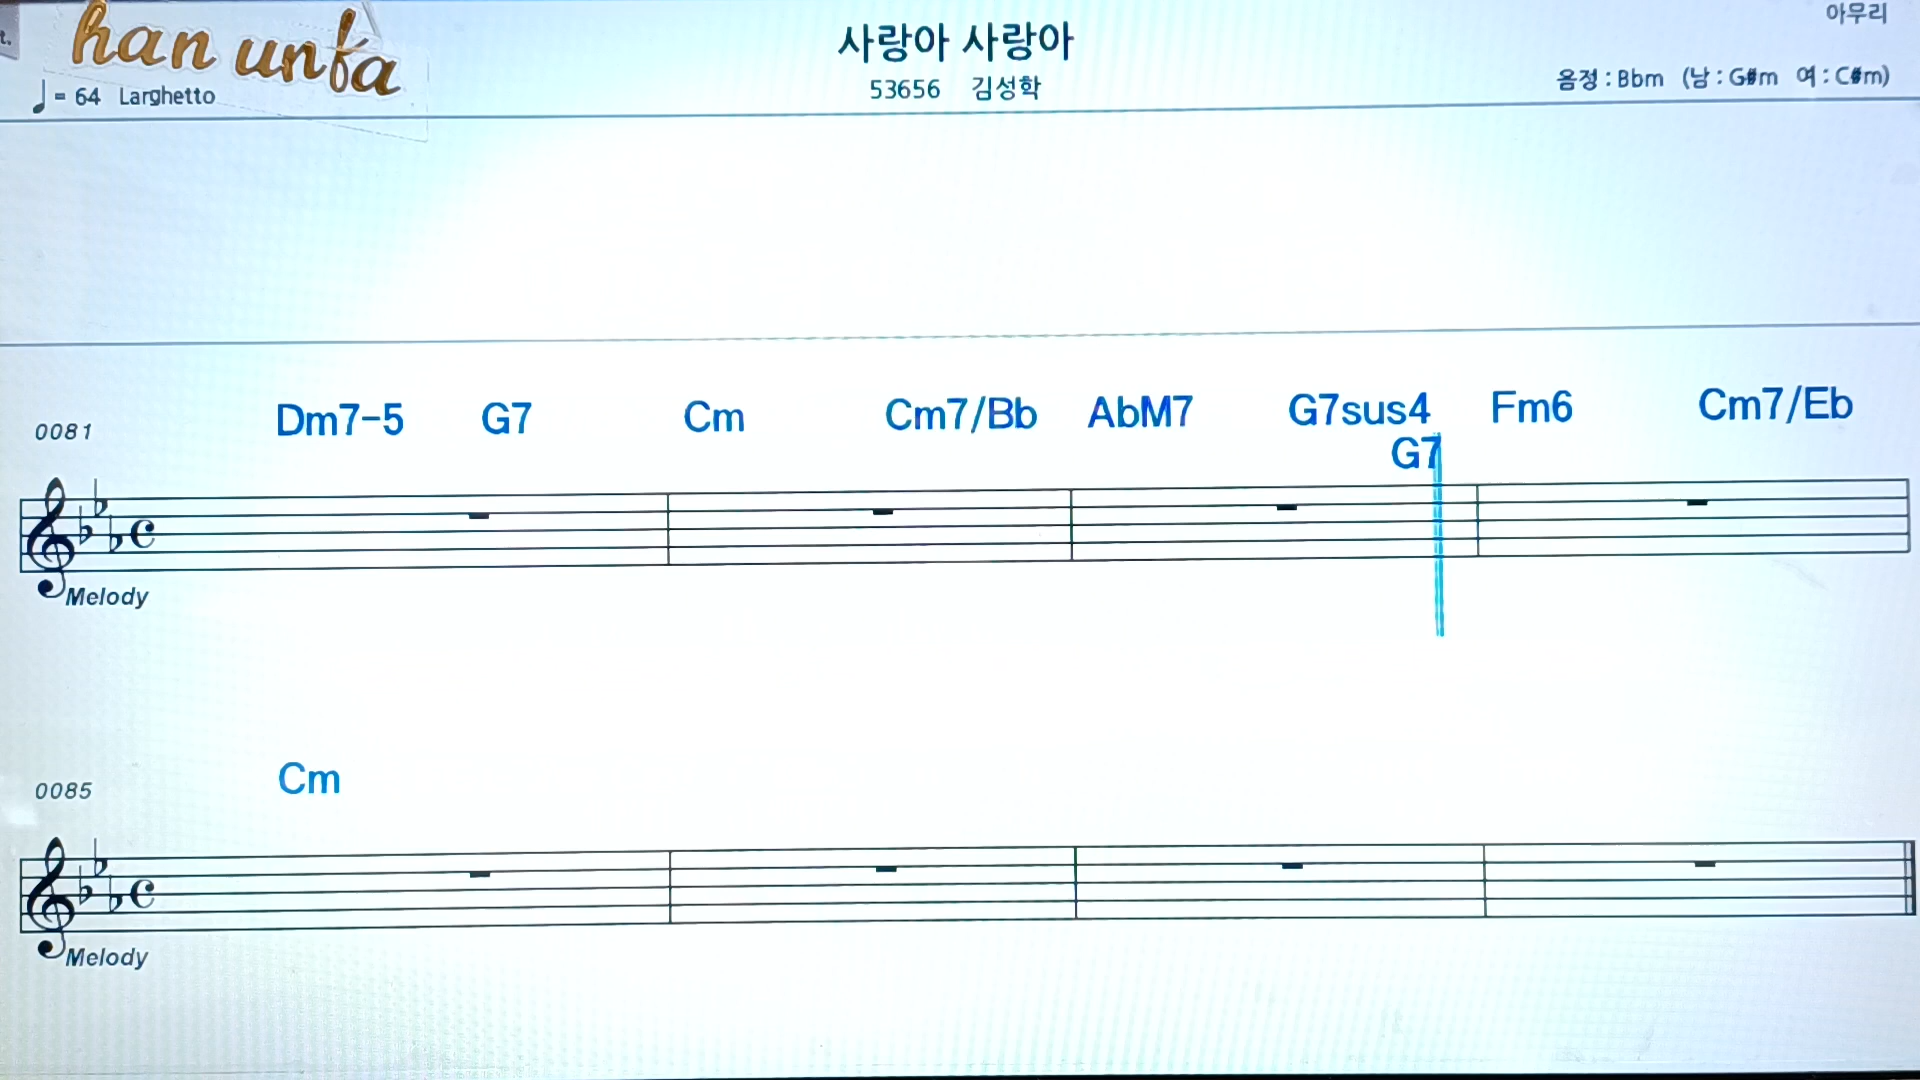 아무리
t.
han unfa
사랑아 사랑아
♩= 64 Larghetto
53656 김성학
음정 : Bbm (남 : G#m 여 : C#m)
0081
Dm7-5 G7 Cm Cm7/Bb AbM7 G7sus4 Fm6 Cm7/Eb
G7
Melody
0085
Cm
Melody